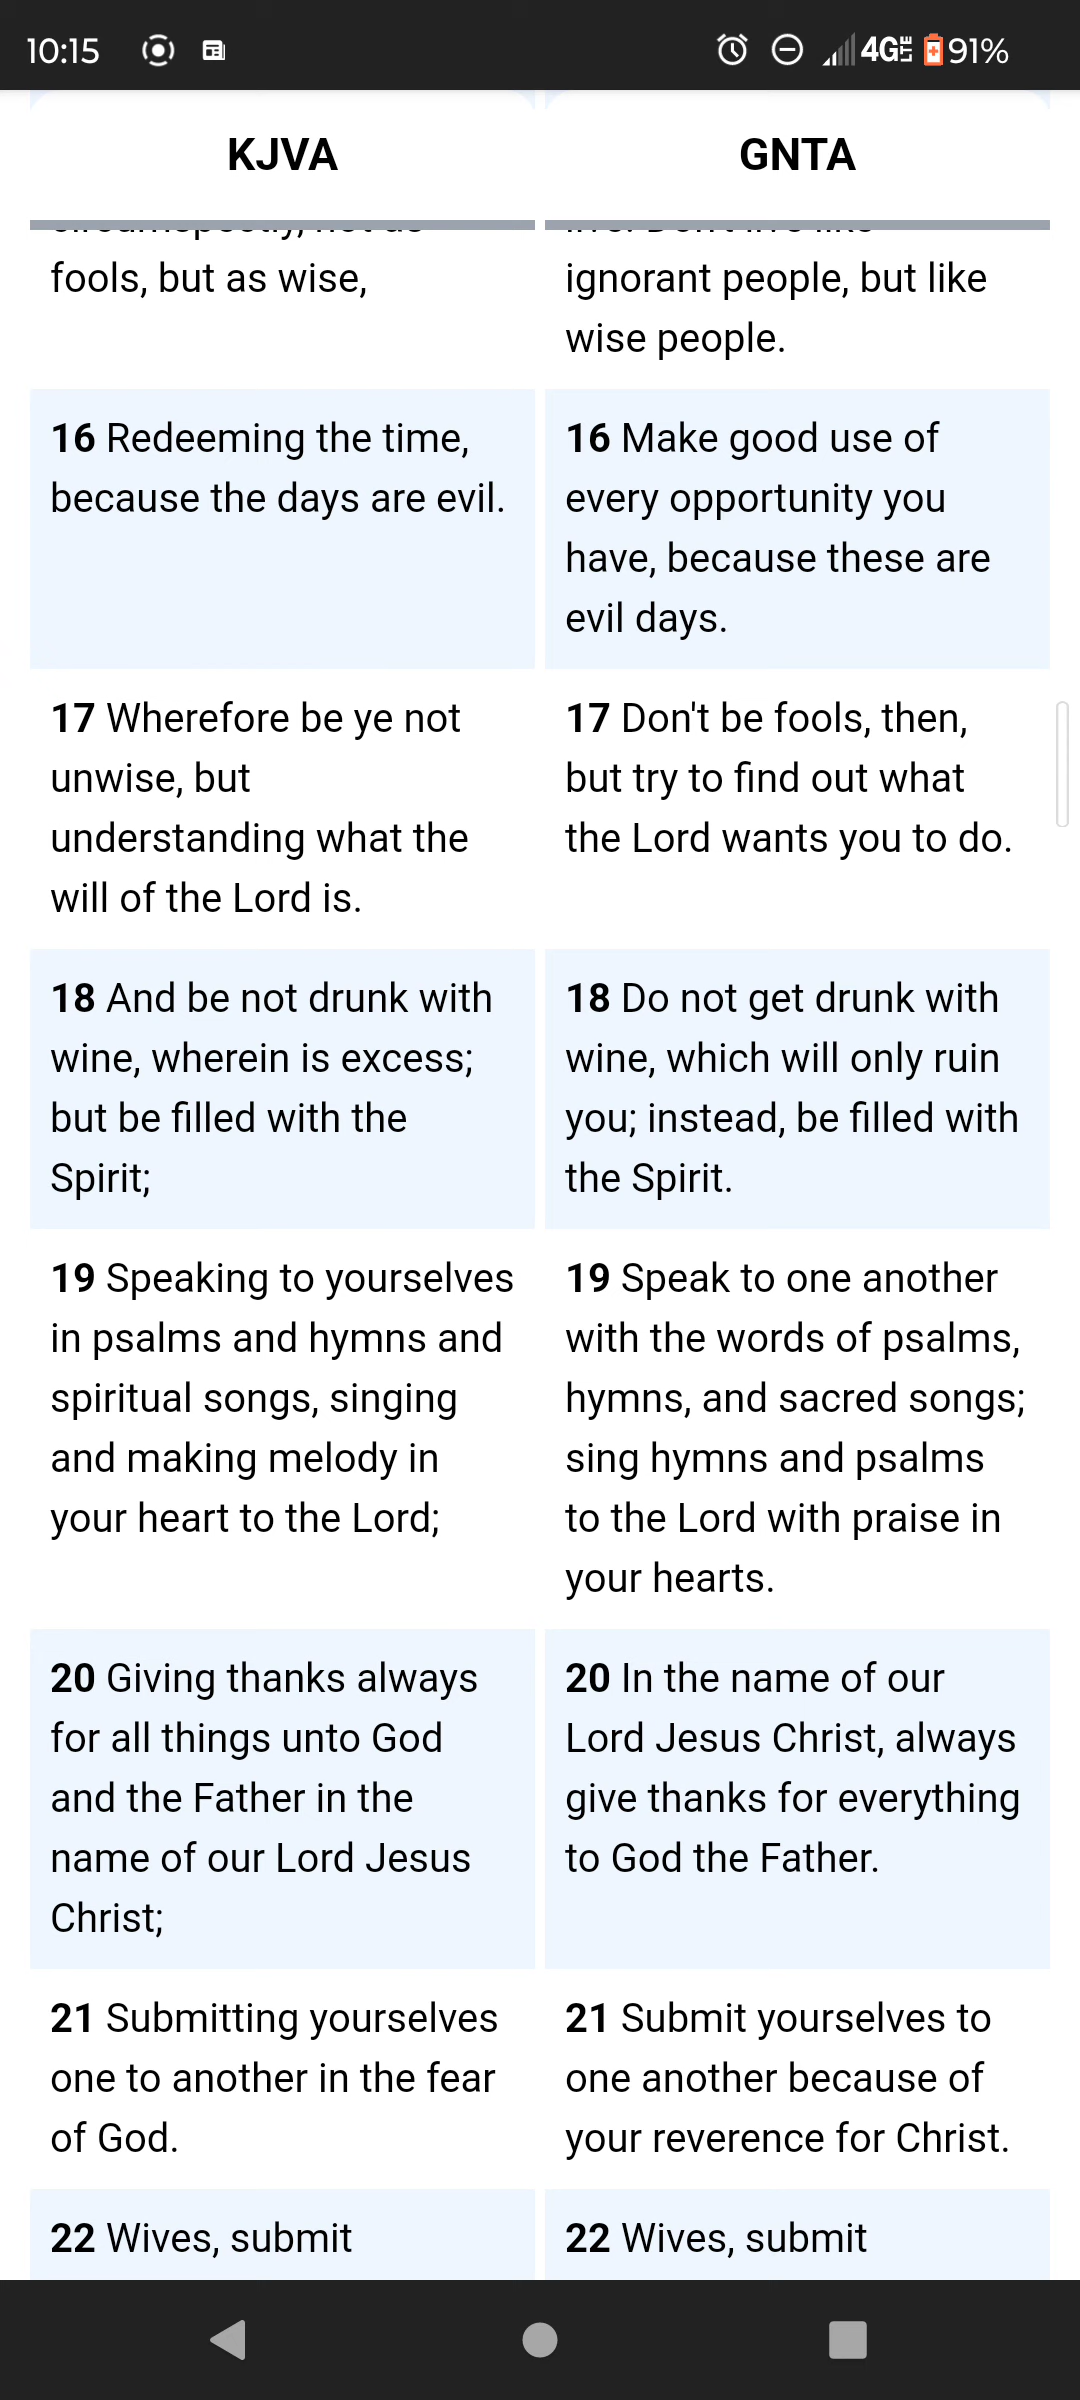 10:15 4G LTE 91%
KJVA
GNTA
fools, but as wise,
16 Redeeming the time,
because the days are evil.
17 Wherefore be ye not
unwise, but
understanding what the
will of the Lord is.
18 And be not drunk with
wine, wherein is excess;
but be filled with the
Spirit;
19 Speaking to yourselves
in psalms and hymns and
spiritual songs, singing
and making melody in
your heart to the Lord;
20 Giving thanks always
for all things unto God
and the Father in the
name of our Lord Jesus
Christ;
21 Submitting yourselves
one to another in the fear
of God.
22 Wives, submit
ignorant people, but like
wise people.
16 Make good use of
every opportunity you
have, because these are
evil days.
17 Don't be fools, then,
but try to find out what
the Lord wants you to do.
18 Do not get drunk with
wine, which will only ruin
you; instead, be filled with
the Spirit.
19 Speak to one another
with the words of psalms,
hymns, and sacred songs;
sing hymns and psalms
to the Lord with praise in
your hearts.
20 In the name of our
Lord Jesus Christ, always
give thanks for everything
to God the Father.
21 Submit yourselves to
one another because of
your reverence for Christ.
22 Wives, submit